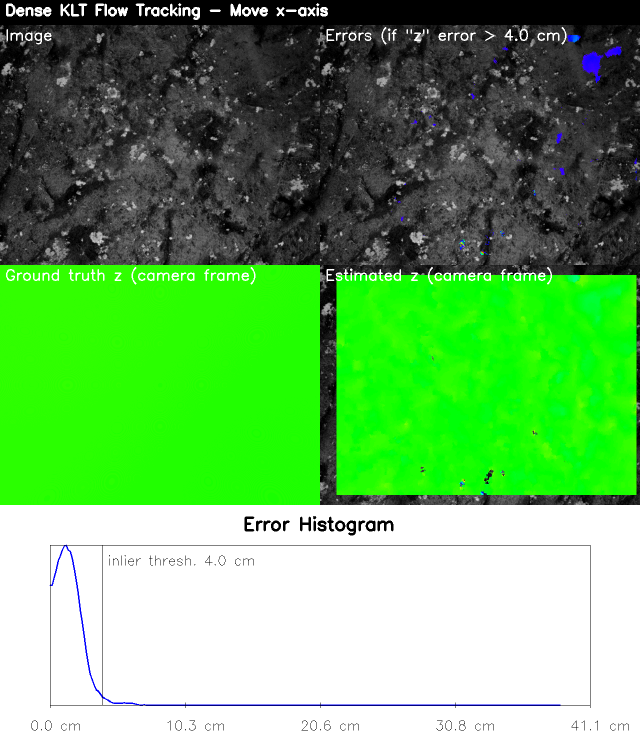 Dense KLT Flow Tracking - Move x-axis
Image
Errors (if "z" error > 4.0 cm)
Ground truth z (camera frame)
Estimated z (camera frame)
Error Histogram
inlier thresh. 4.0 cm
0.0 cm
10.3 cm
20.6 cm
30.8 cm
41.1 cm